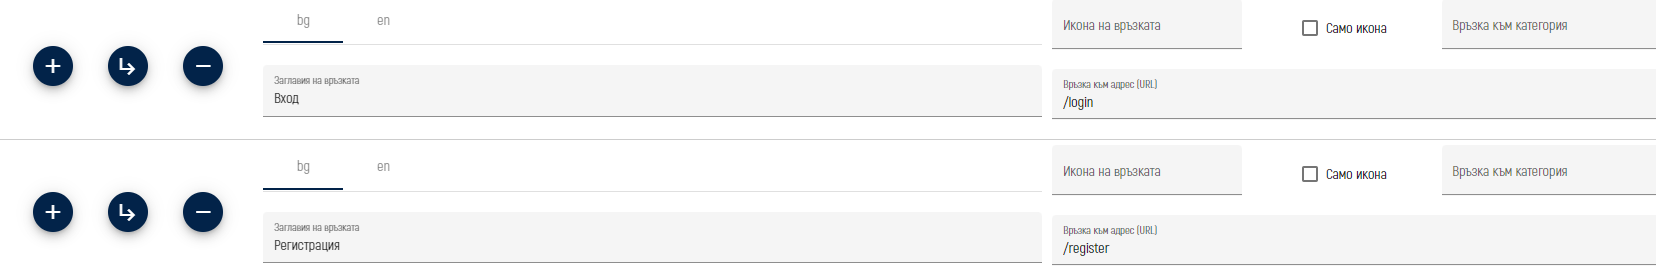 bg en
Икона на връзката
Само икона
Връзка към категория
Заглавия на връзката
Вход
Връзка към адрес (URL)
/login
bg en
Икона на връзката
Само икона
Връзка към категория
Заглавия на връзката
Регистрация
Връзка към адрес (URL)
/register